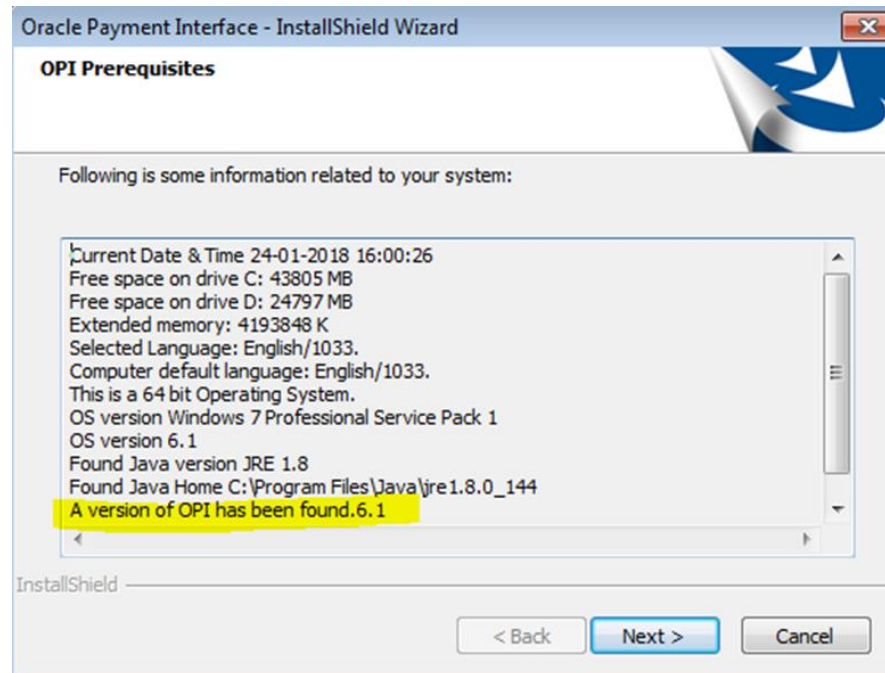 Oracle Payment Interface - InstallShield Wizard
OPI Prerequisites
Following is some information related to your system:
Current Date & Time 24-01-2018 16:00:26
Free space on drive C: 43805 MB
Free space on drive D: 24797 MB
Extended memory: 4193848 K
Selected Language: English/1033.
Computer default language: English/1033.
This is a 64 bit Operating System.
OS version Windows 7 Professional Service Pack 1
OS version 6.1
Found Java version JRE 1.8
Found Java Home C:\Program Files\Java\jre1.8.0_144
A version of OPI has been found.6.1
InstallShield
< Back Next > Cancel